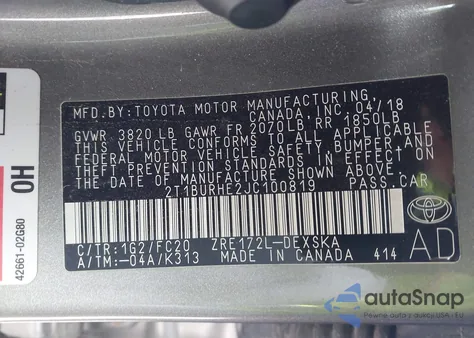 MFD. BY: TOYOTA MOTOR MANUFACTURING
CANADA, INC. 04/18
GVWR 3820 LB GAWR FR 2070LB RR 1850LB
THIS VEHICLE CONFORMS TO ALL APPLICABLE
FEDERAL MOTOR VEHICLE SAFETY, BUMPER, AND
THEFT PREVENTION STANDARDS IN EFFECT ON
THE DATE OF MANUFACTURE SHOWN ABOVE.
2T1BURHE2JC100819 PASS.CAR
C/TR:1G2/FC20 ZRE172L-DEXSKA
A/TM:-04A/K313 MADE IN CANADA 414
AD
HO
42661-02G80
autoSnap